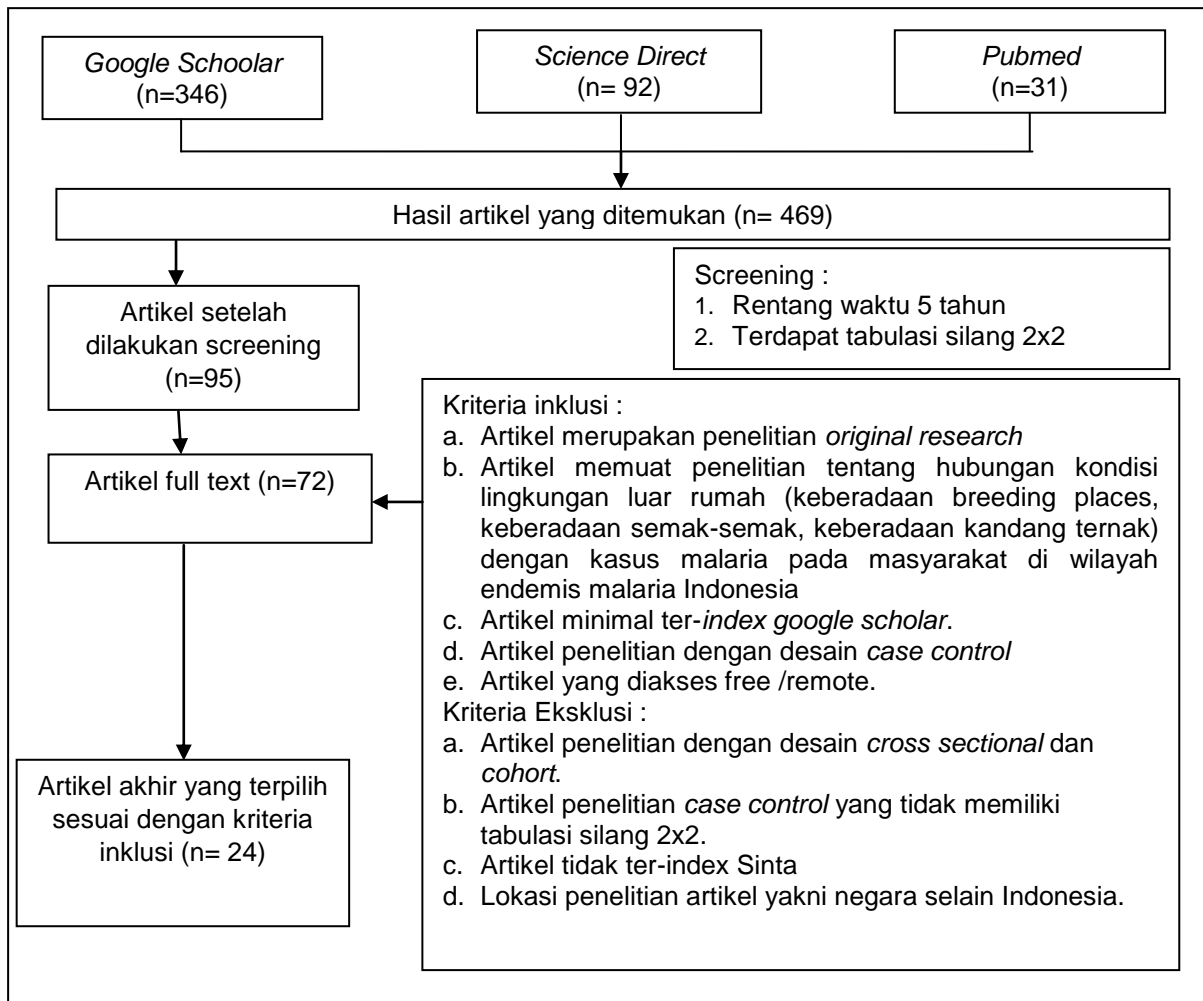 Google Schoolar
(n=346)
Science Direct
(n= 92)
Pubmed
(n=31)
Hasil artikel yang ditemukan (n= 469)
Screening :
1. Rentang waktu 5 tahun
2. Terdapat tabulasi silang 2x2
Artikel setelah
dilakukan screening
(n=95)
Artikel full text (n=72)
Kriteria inklusi :
a. Artikel merupakan penelitian original research
b. Artikel memuat penelitian tentang hubungan kondisi
lingkungan luar rumah (keberadaan breeding places,
keberadaan semak-semak, keberadaan kandang ternak)
dengan kasus malaria pada masyarakat di wilayah
endemis malaria Indonesia
c. Artikel minimal ter-index google scholar.
d. Artikel penelitian dengan desain case control
e. Artikel yang diakses free /remote.
Kriteria Eksklusi :
a. Artikel penelitian dengan desain cross sectional dan
cohort.
b. Artikel penelitian case control yang tidak memiliki
tabulasi silang 2x2.
c. Artikel tidak ter-index Sinta
d. Lokasi penelitian artikel yakni negara selain Indonesia.
Artikel akhir yang terpilih
sesuai dengan kriteria
inklusi (n= 24)